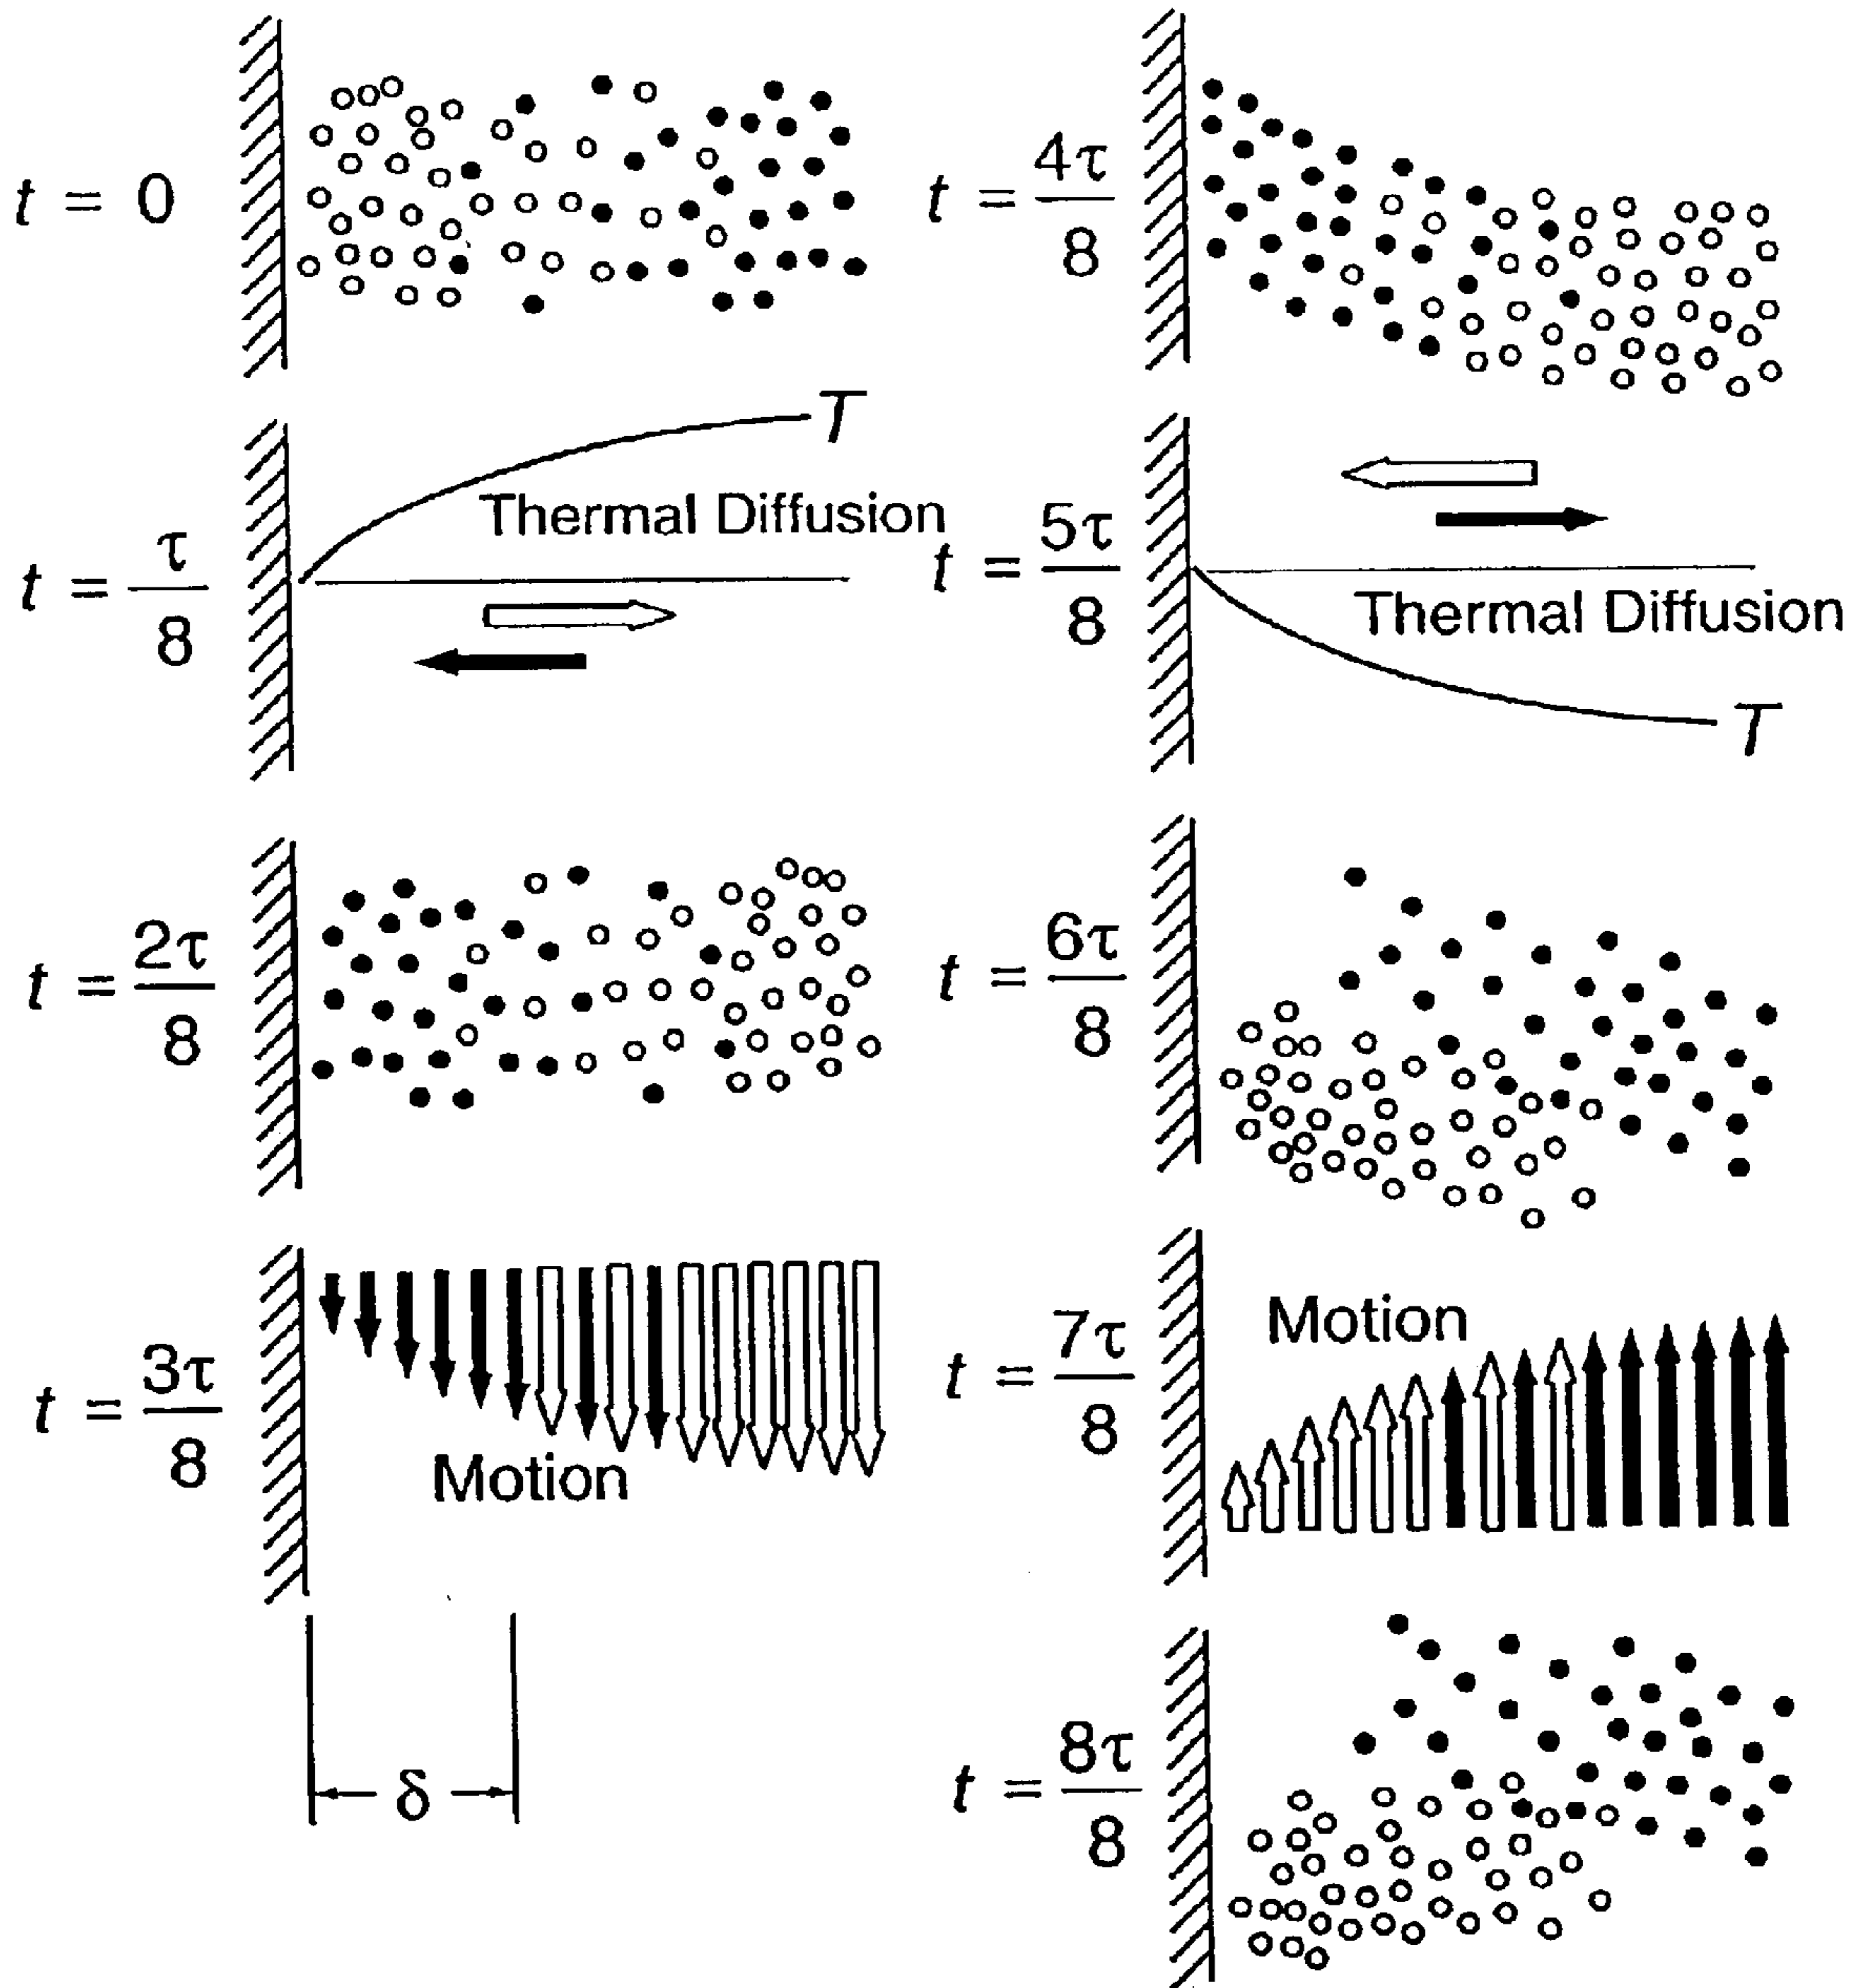 t = 0
T
Thermal Diffusion
t = τ/8
t = 2τ/8
t = 3τ/8
Motion
δ
t = 4τ/8
t = 5τ/8
Thermal Diffusion
T
t = 6τ/8
t = 7τ/8
Motion
t = 8τ/8